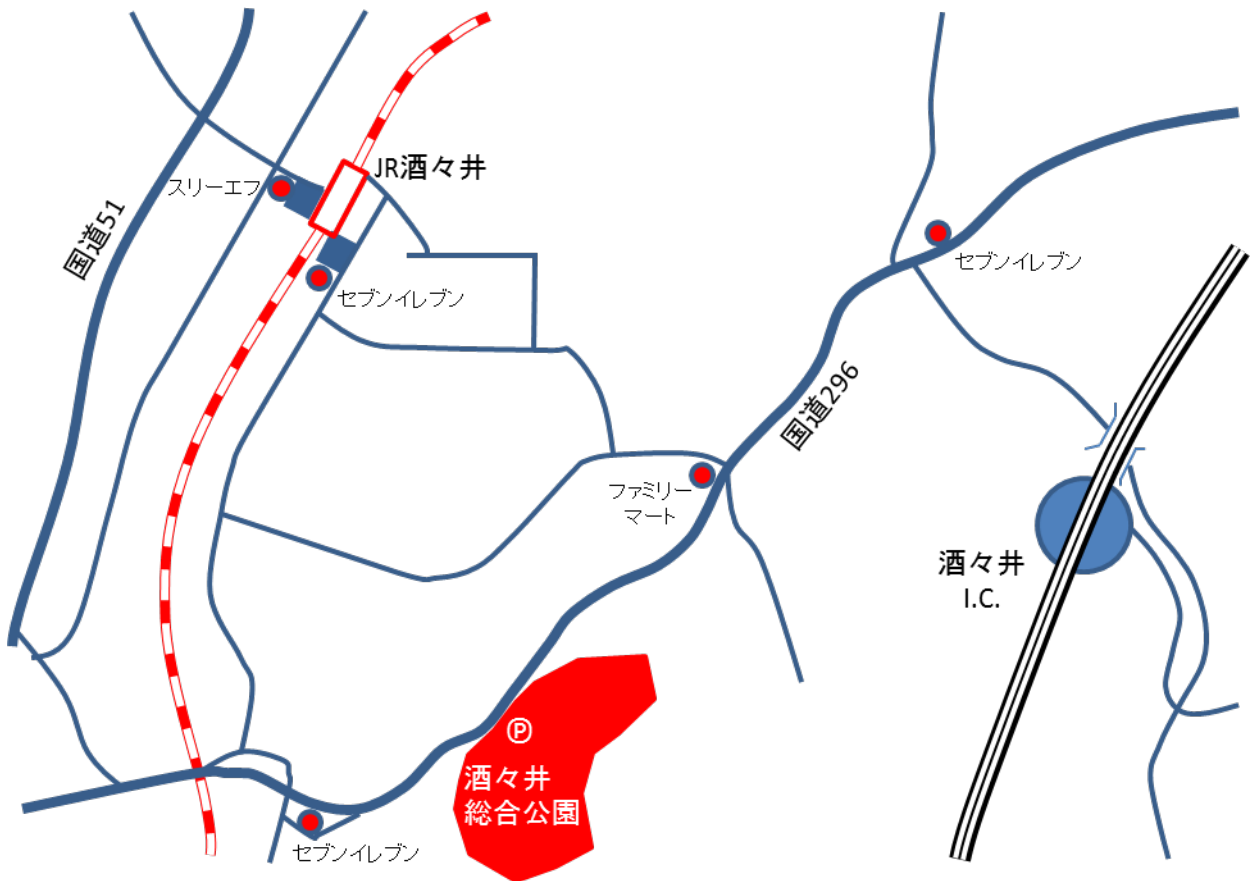 JR酒々井
スリーエフ
国道51
セブンイレブン
セブンイレブン
国道296
ファミリー
マート
酒々井
I.C.
P
酒々井
総合公園
セブンイレブン